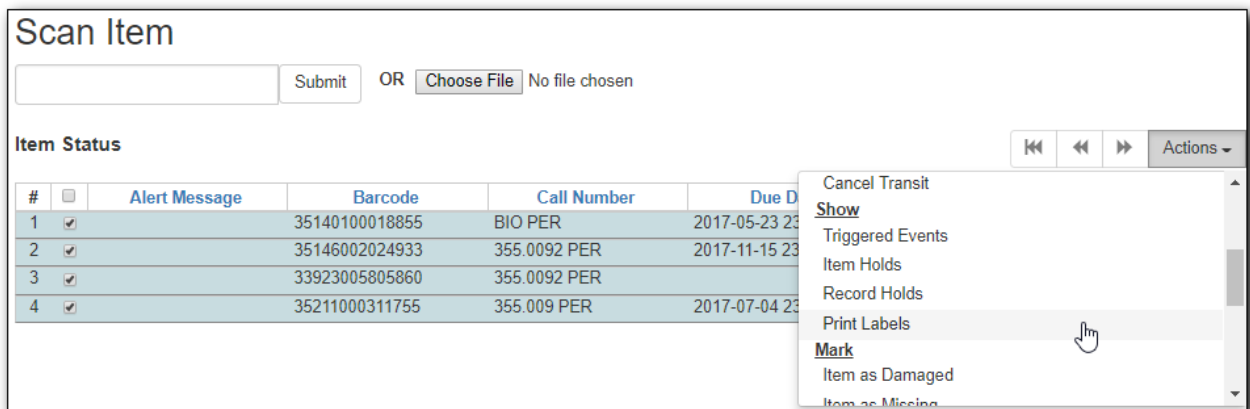 Scan Item
Submit OR Choose File No file chosen
Item Status
Actions
# Alert Message Barcode Call Number Due D
1 35140100018855 BIO PER 2017-05-23 23
2 35146002024933 355.0092 PER 2017-11-15 23
3 33923005805860 355.0092 PER
4 35211000311755 355.009 PER 2017-07-04 23
Cancel Transit
Show
Triggered Events
Item Holds
Record Holds
Print Labels
Mark
Item as Damaged
Item as Missing